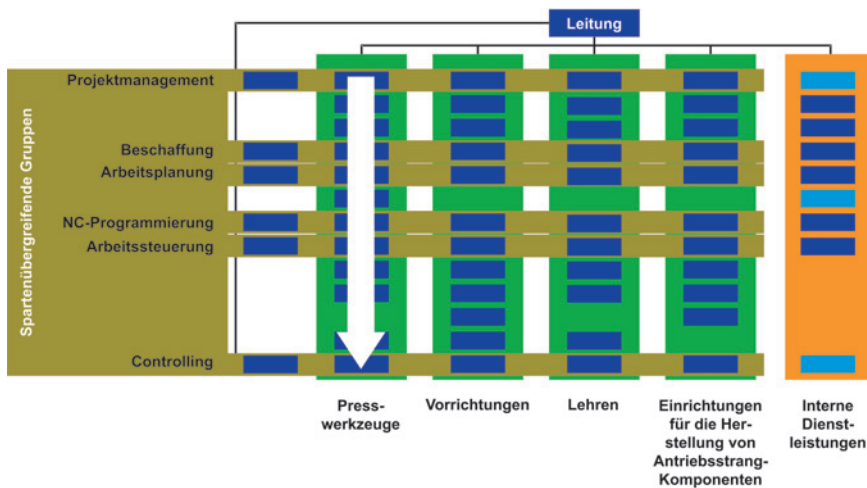 Leitung
Spartenübergreifende Gruppen
Projektmanagement
Beschaffung
Arbeitsplanung
NC-Programmierung
Arbeitssteuerung
Controlling
Press-
werkzeuge
Vorrichtungen
Lehren
Einrichtungen
für die Her-
stellung von
Antriebsstrang-
Komponenten
Interne
Dienst-
leistungen